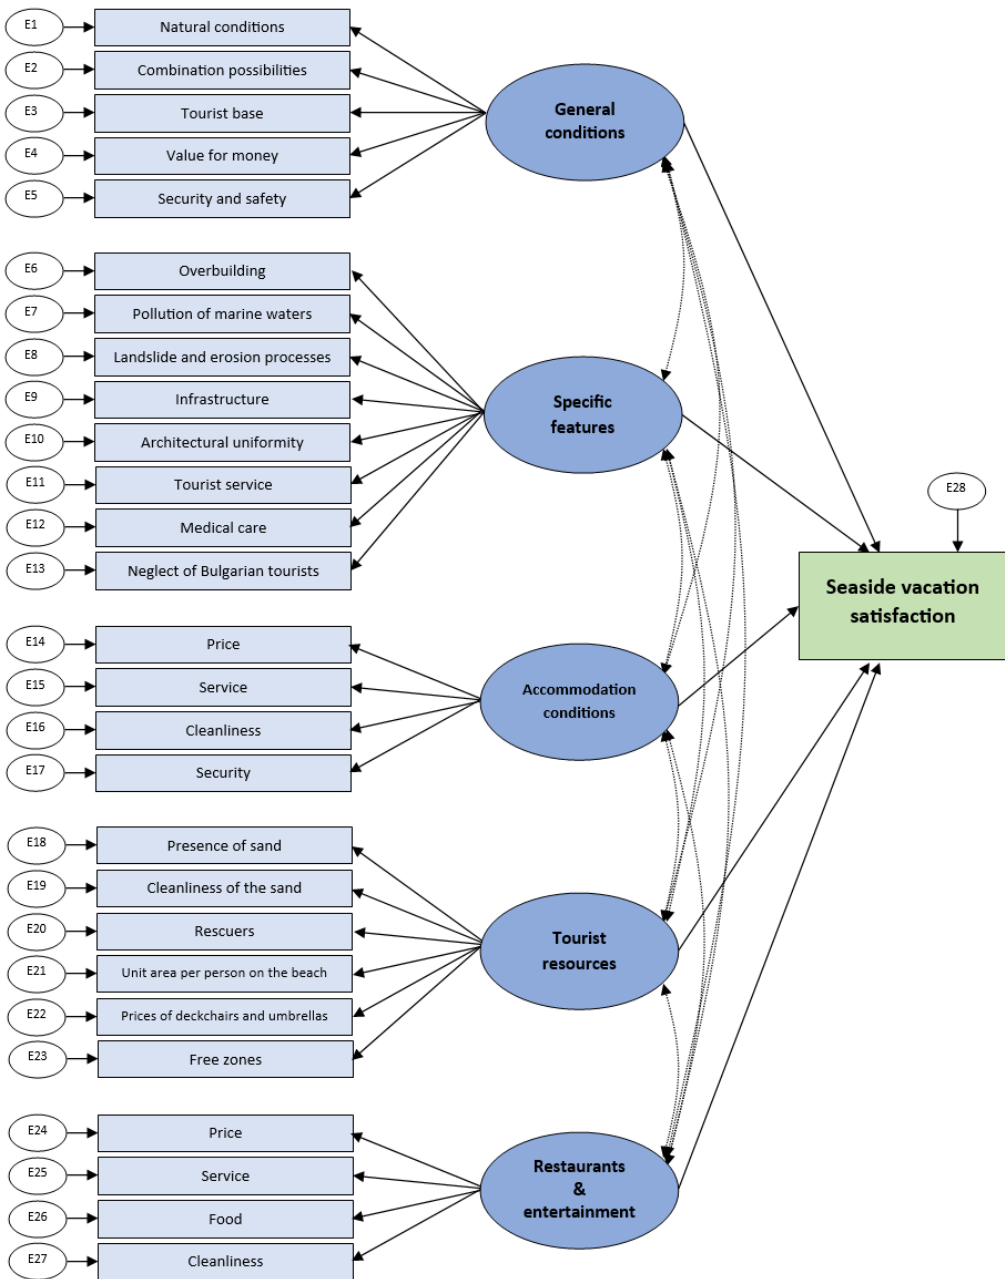 E1
Natural conditions
E2
Combination possibilities
E3
Tourist base
E4
Value for money
E5
Security and safety
General
conditions
E6
Overbuilding
E7
Pollution of marine waters
E8
Landslide and erosion processes
E9
Infrastructure
E10
Architectural uniformity
E11
Tourist service
E12
Medical care
E13
Neglect of Bulgarian tourists
Specific
features
E28
Seaside vacation
satisfaction
E14
Price
E15
Service
E16
Cleanliness
E17
Security
Accommodation
conditions
E18
Presence of sand
E19
Cleanliness of the sand
E20
Rescuers
E21
Unit area per person on the beach
E22
Prices of deckchairs and umbrellas
E23
Free zones
Tourist
resources
E24
Price
E25
Service
E26
Food
E27
Cleanliness
Restaurants
&
entertainment